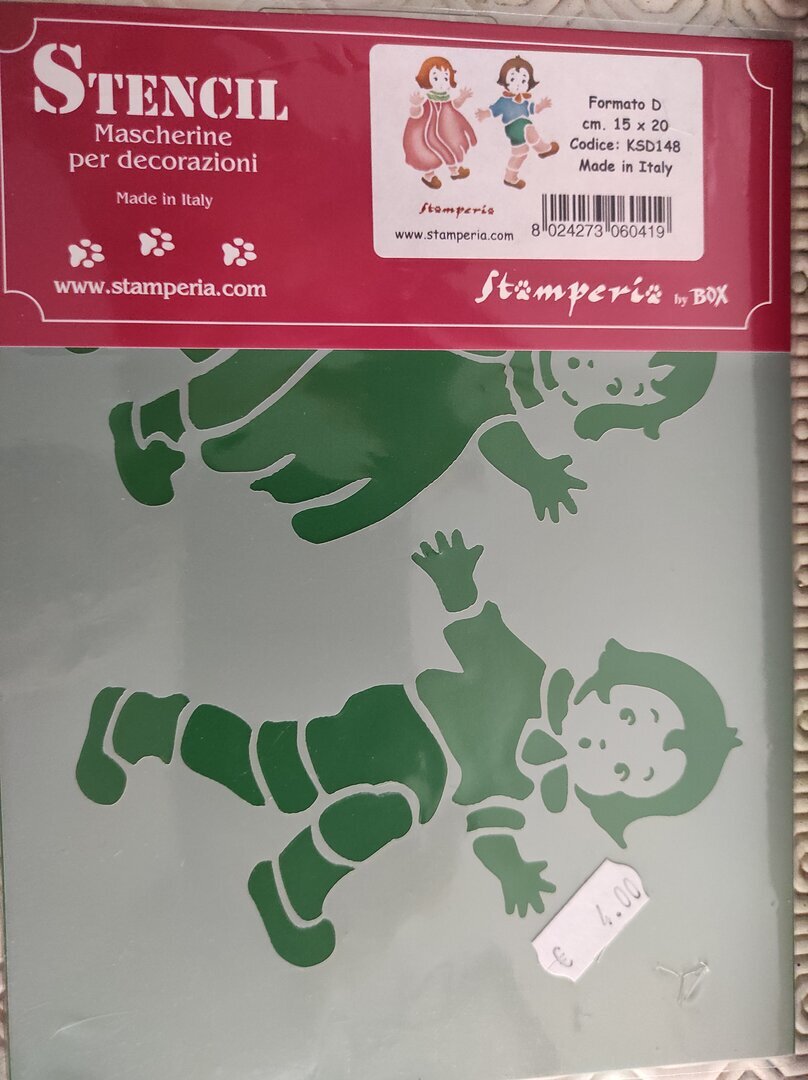 STENCIL
Mascherine
per decorazioni
Made in Italy
www.stamperia.com
Formato D
cm. 15 x 20
Codice: KSD148
Made in Italy
Stamperia
www.stamperia.com
8 024273 060419
Stamperia by BOX
€ 4.00